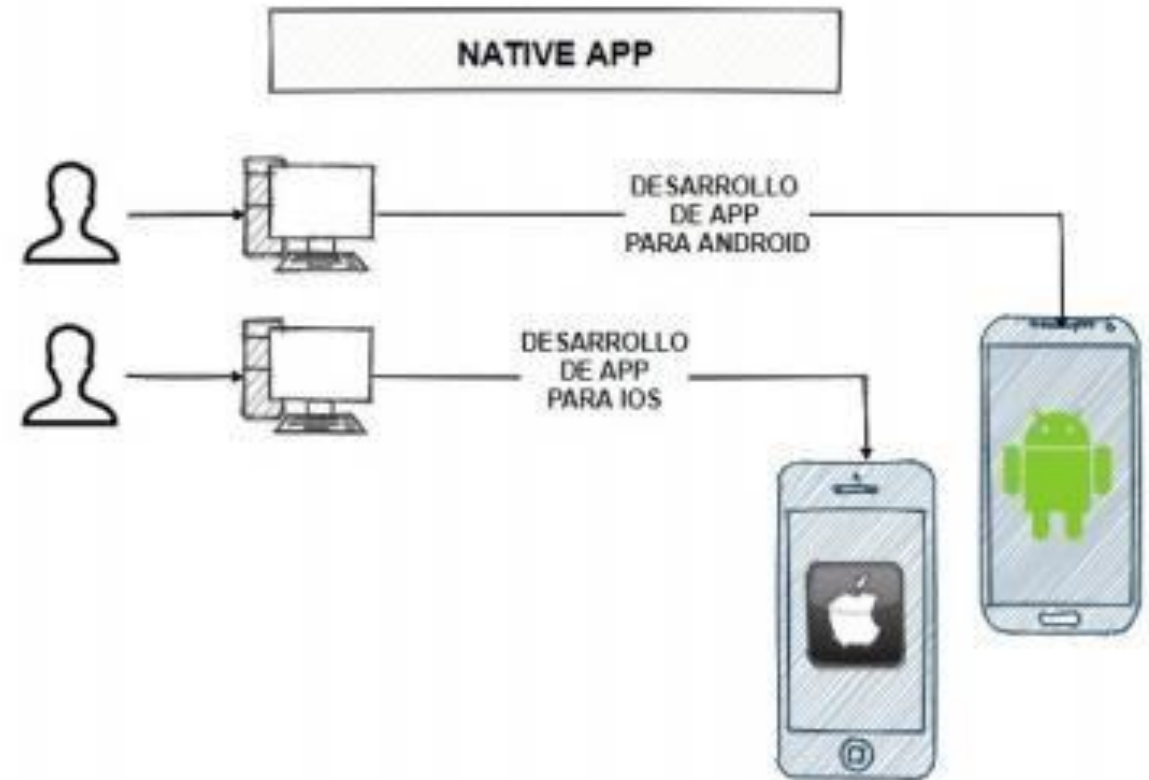 NATIVE APP
DESARROLLO
DE APP
PARA ANDROID
DESARROLLO
DE APP
PARA IOS